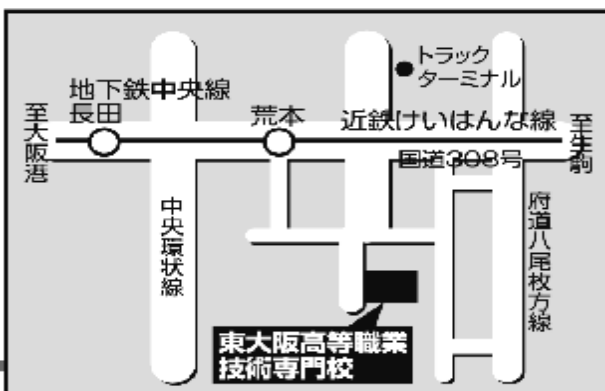 トラック
ターミナル
地下鉄中央線
長田
荒本
近鉄けいはんな線
至大阪港
至生駒
国道308号
中央環状線
府道八尾枚方線
東大阪高等職業
技術専門校